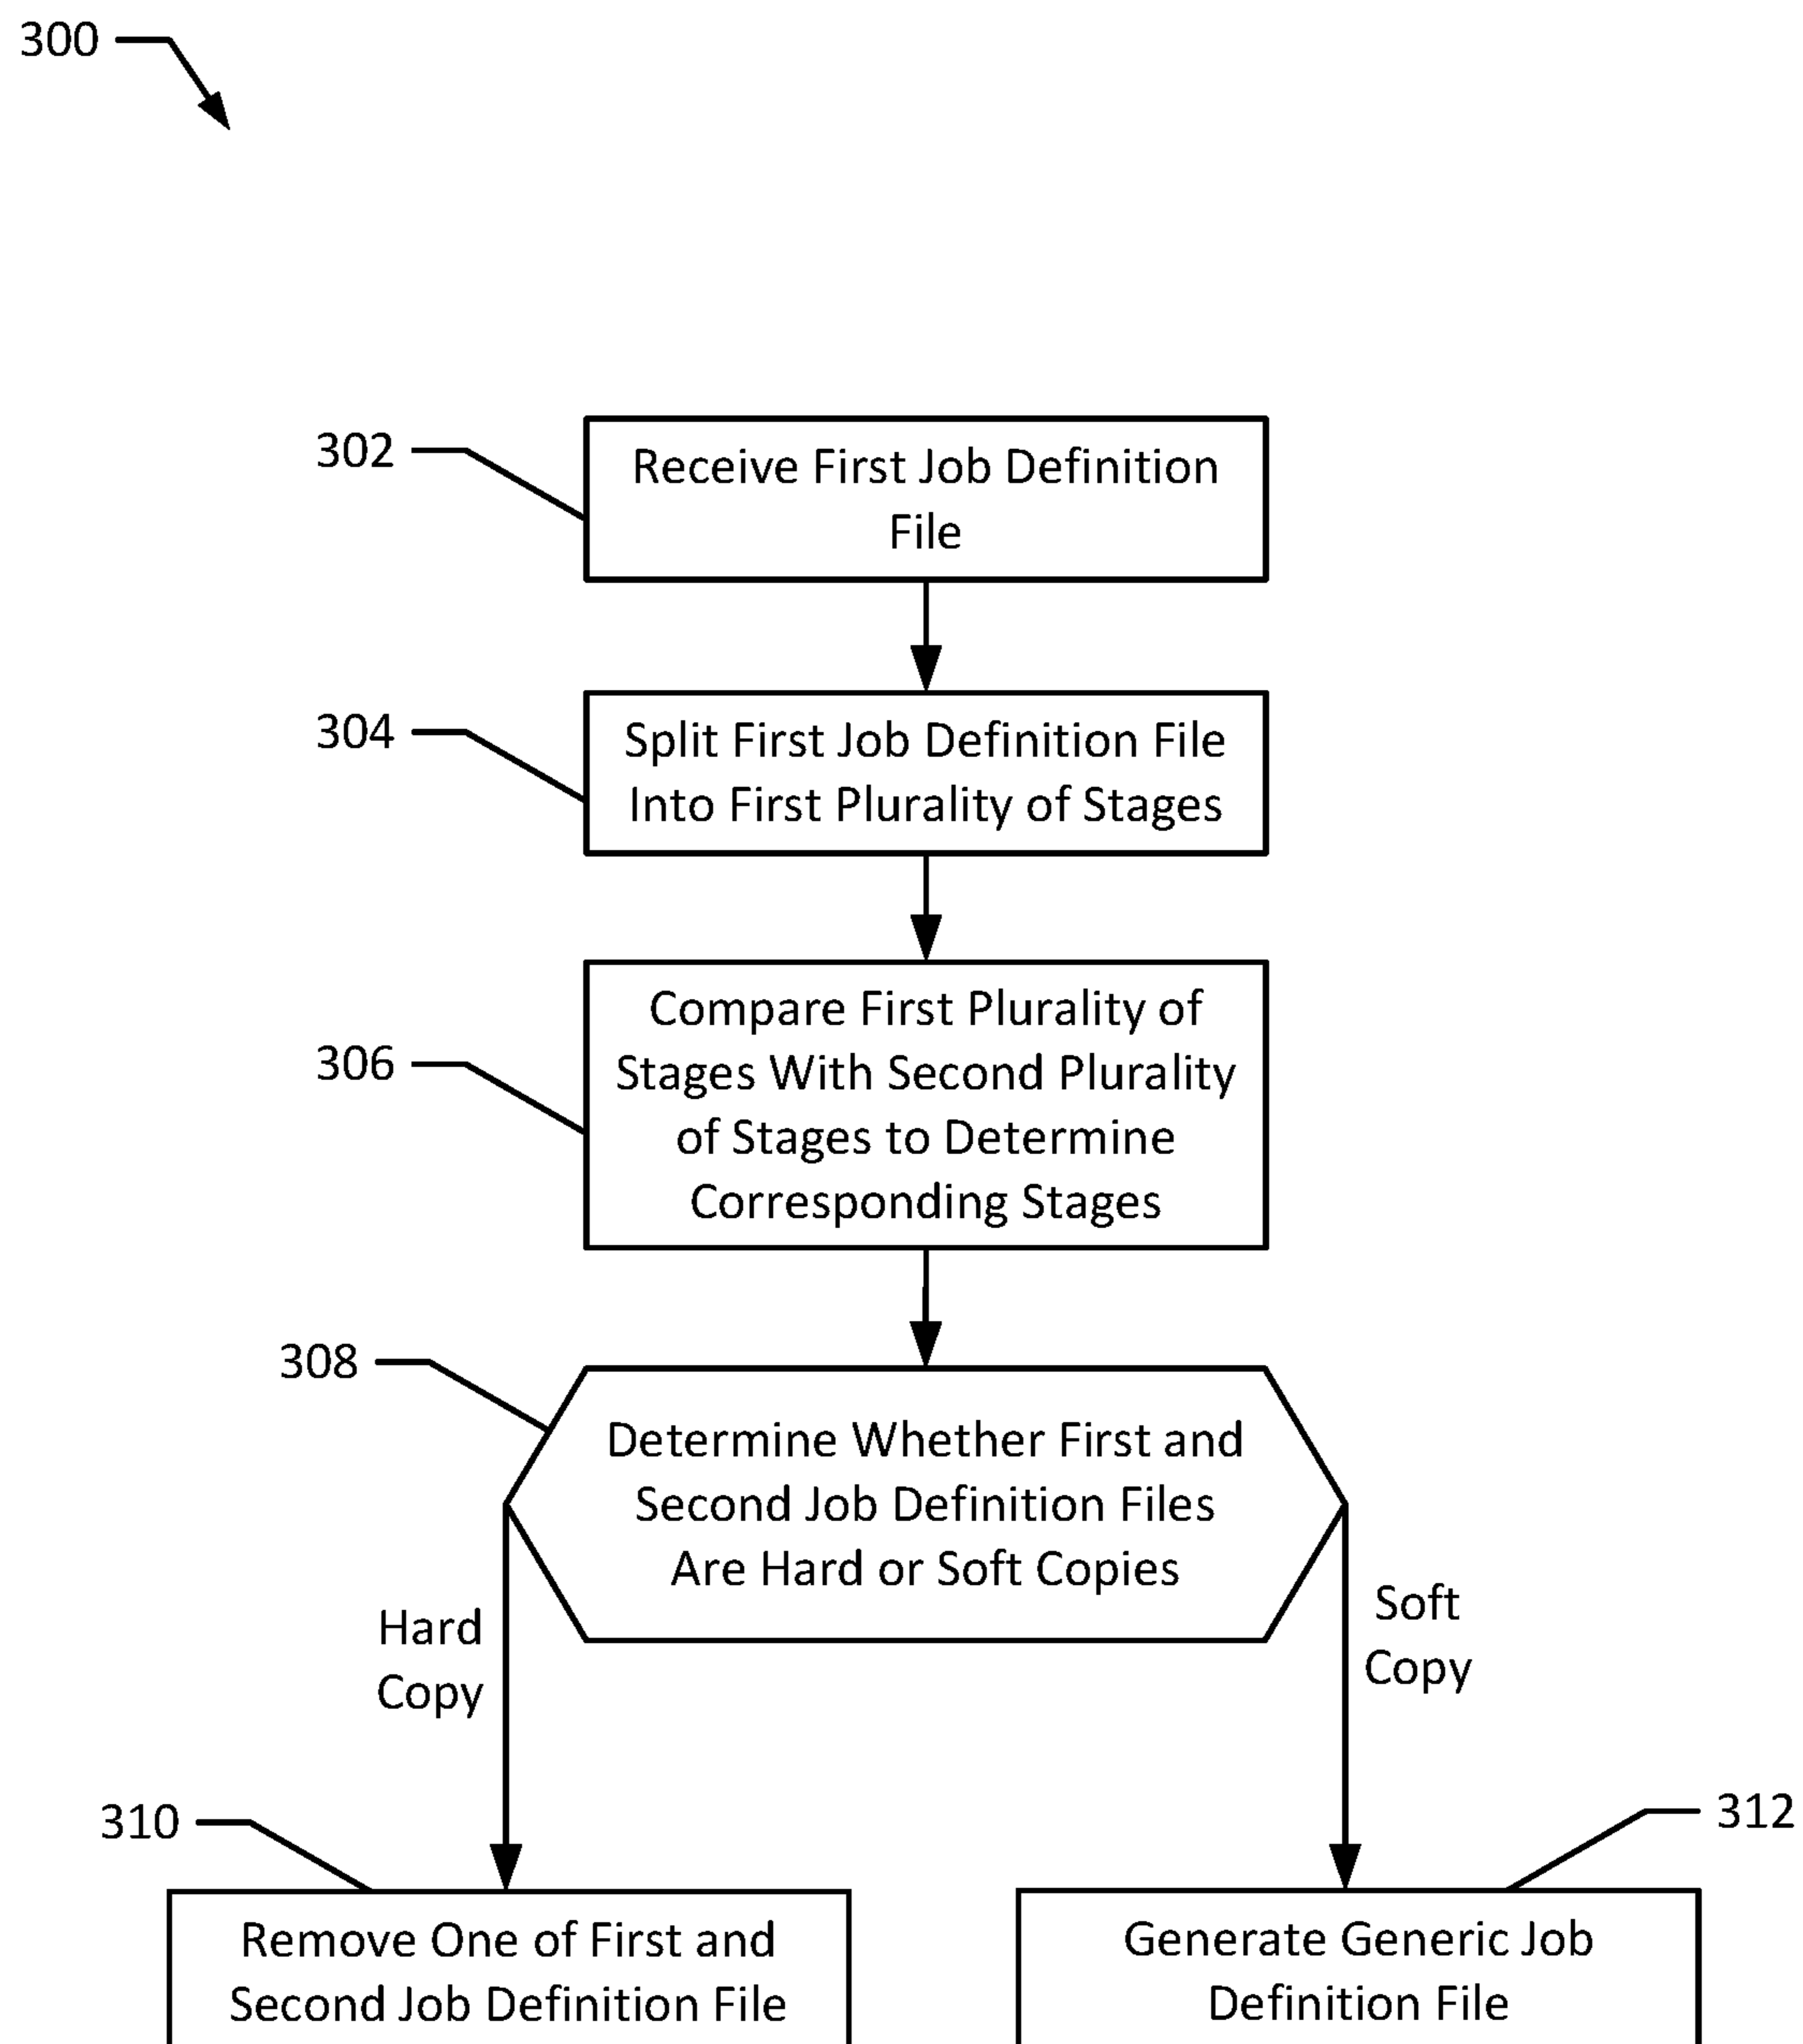 300
302
Receive First Job Definition
File
304
Split First Job Definition File
Into First Plurality of Stages
306
Compare First Plurality of
Stages With Second Plurality
of Stages to Determine
Corresponding Stages
308
Determine Whether First and
Second Job Definition Files
Are Hard or Soft Copies
Hard
Copy
Soft
Copy
310
Remove One of First and
Second Job Definition File
312
Generate Generic Job
Definition File